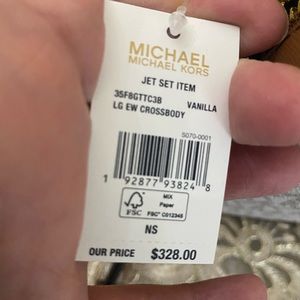 MICHAEL
MICHAEL KORS
JET SET ITEM
35F8GTTC3B VANILLA
LG EW CROSSBODY
S070-0001
1 92877 93824 8
FSC
MIX
Paper
FSC® C012345
NS
OUR PRICE $328.00